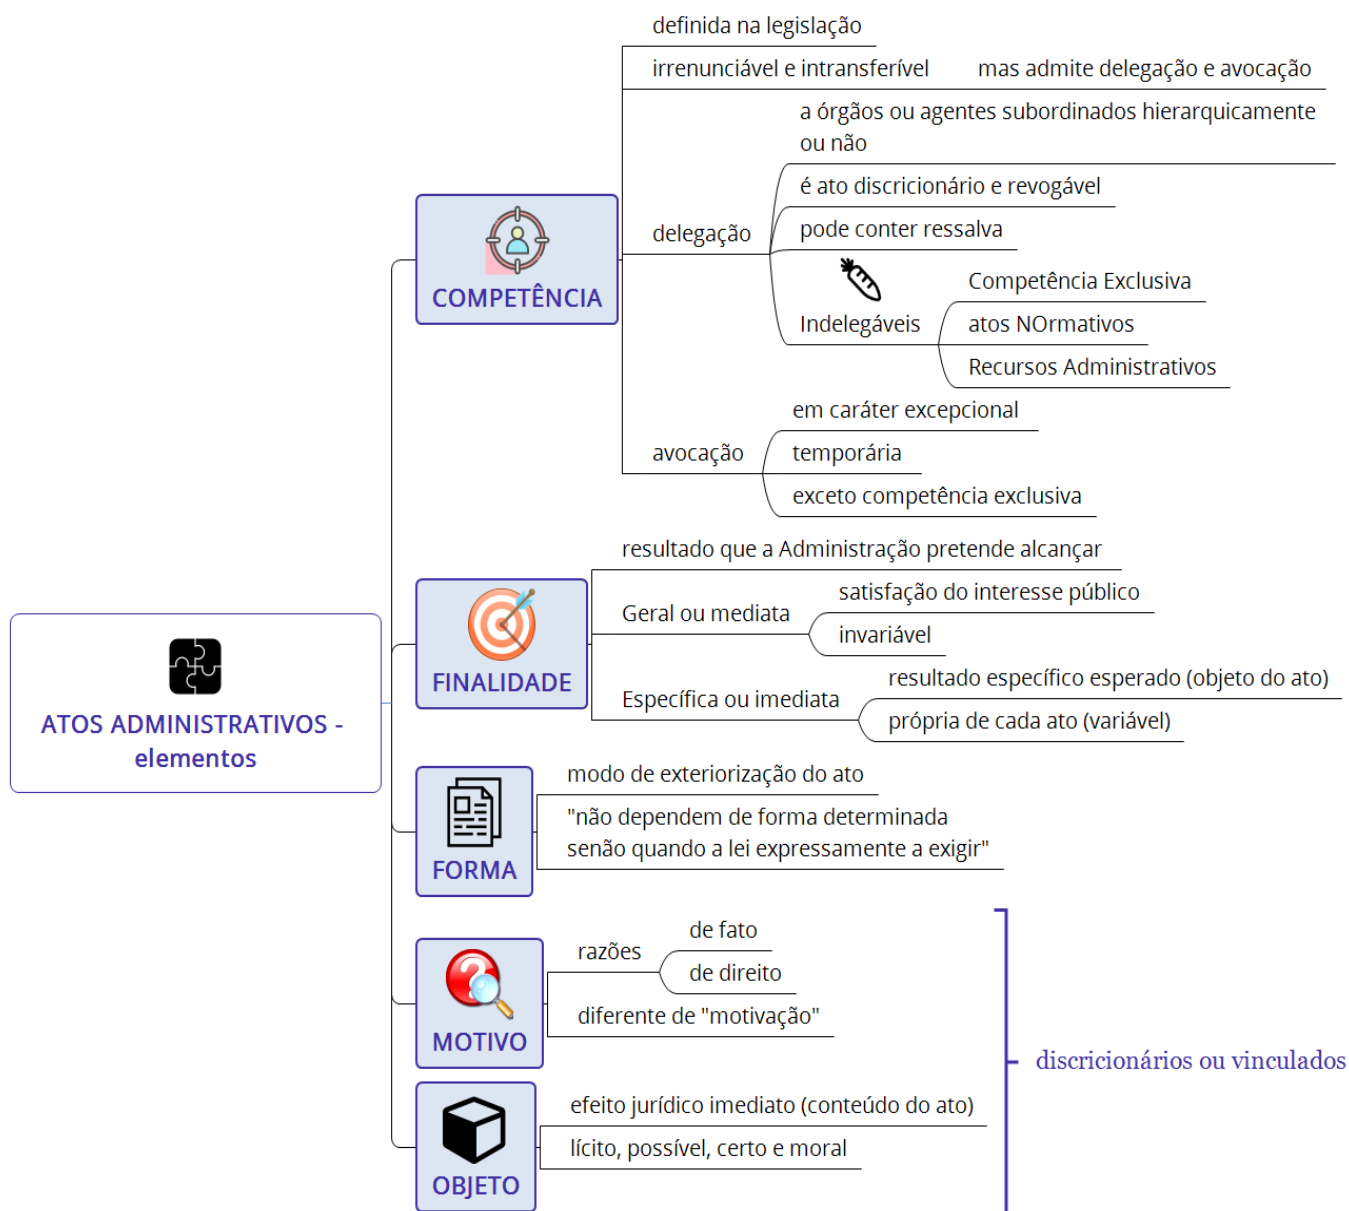 ATOS ADMINISTRATIVOS -
elementos
COMPETÊNCIA
definida na legislação
irrenunciável e intransferível
mas admite delegação e avocação
delegação
a órgãos ou agentes subordinados hierarquicamente
ou não
é ato discricionário e revogável
pode conter ressalva
Indelegáveis
Competência Exclusiva
atos NOrmativos
Recursos Administrativos
avocação
em caráter excepcional
temporária
exceto competência exclusiva
FINALIDADE
resultado que a Administração pretende alcançar
Geral ou mediata
satisfação do interesse público
invariável
Específica ou imediata
resultado específico esperado (objeto do ato)
própria de cada ato (variável)
FORMA
modo de exteriorização do ato
"não dependem de forma determinada
senão quando a lei expressamente a exigir"
MOTIVO
razões
de fato
de direito
diferente de "motivação"
OBJETO
efeito jurídico imediato (conteúdo do ato)
lícito, possível, certo e moral
discricionários ou vinculados